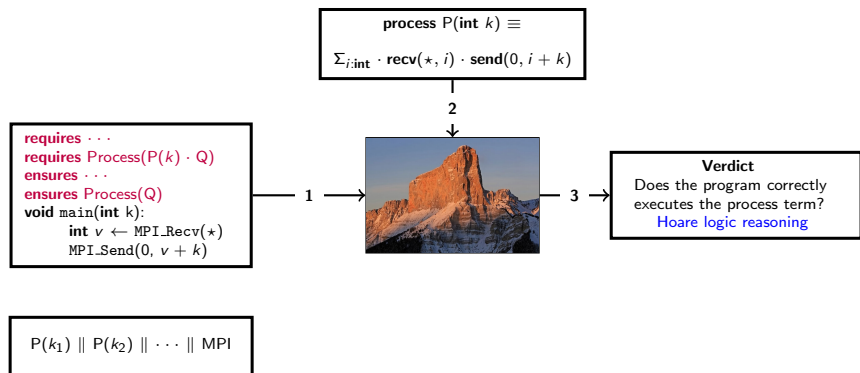 process P(int k) ≡
Σi:int · recv(⋆, i) · send(0, i + k)
2
requires · · ·
requires Process(P(k) · Q)
ensures · · ·
ensures Process(Q)
void main(int k):
int v ← MPI_Recv(⋆)
MPI_Send(0, v + k)
1
3
Verdict
Does the program correctly
executes the process term?
Hoare logic reasoning
P(k1) ∥ P(k2) ∥ · · · ∥ MPI